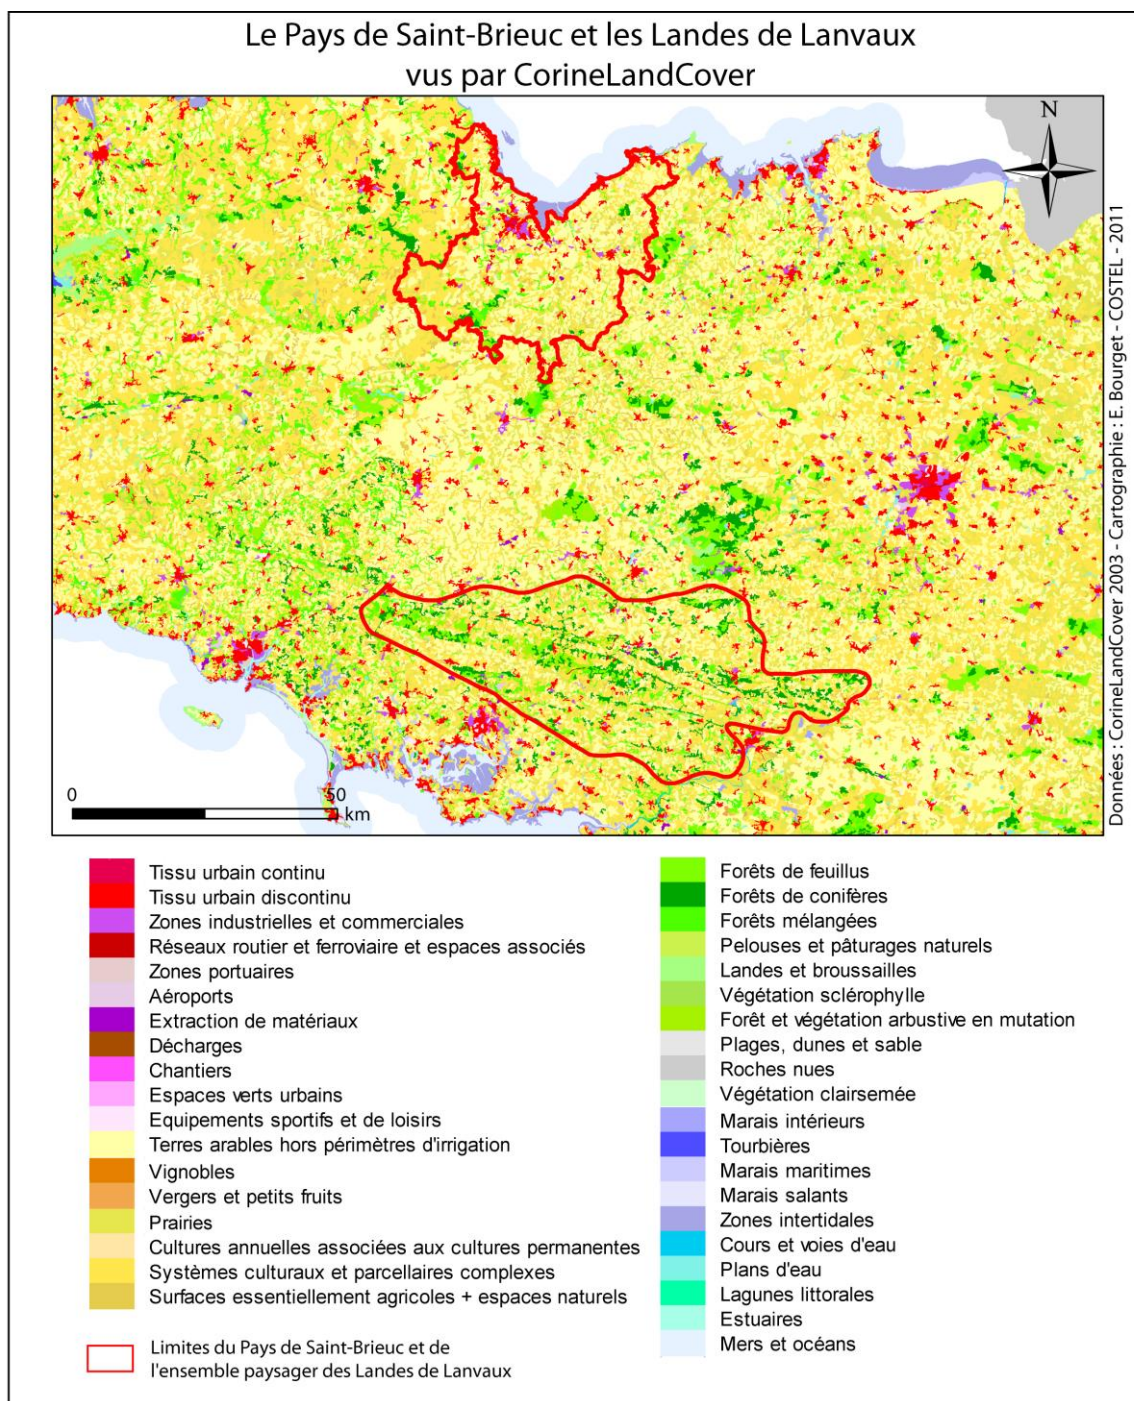 Le Pays de Saint-Brieuc et les Landes de Lanvaux
vus par CorineLandCover
N
Données : CorineLandCover 2003 - Cartographie : E. Bourget - COSTEL - 2011
0
50
km
Tissu urbain continu
Tissu urbain discontinu
Zones industrielles et commerciales
Réseaux routier et ferroviaire et espaces associés
Zones portuaires
Aéroports
Extraction de matériaux
Décharges
Chantiers
Espaces verts urbains
Equipements sportifs et de loisirs
Terres arables hors périmètres d'irrigation
Vignobles
Vergers et petits fruits
Prairies
Cultures annuelles associées aux cultures permanentes
Systèmes culturaux et parcellaires complexes
Surfaces essentiellement agricoles + espaces naturels
Limites du Pays de Saint-Brieuc et de
l'ensemble paysager des Landes de Lanvaux
Forêts de feuillus
Forêts de conifères
Forêts mélangées
Pelouses et pâturages naturels
Landes et broussailles
Végétation sclérophylle
Forêt et végétation arbustive en mutation
Plages, dunes et sable
Roches nues
Végétation clairsemée
Marais intérieurs
Tourbières
Marais maritimes
Marais salants
Zones intertidales
Cours et voies d'eau
Plans d'eau
Lagunes littorales
Estuaires
Mers et océans